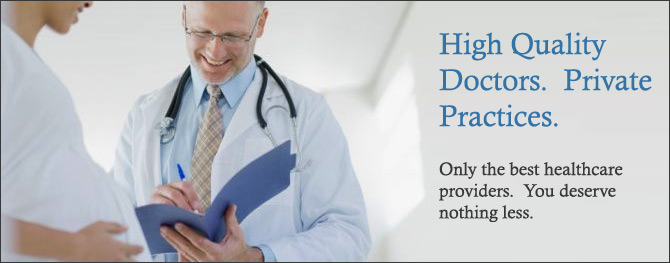 High Quality
Doctors.  Private
Practices.
Only the best healthcare
providers.  You deserve
nothing less.